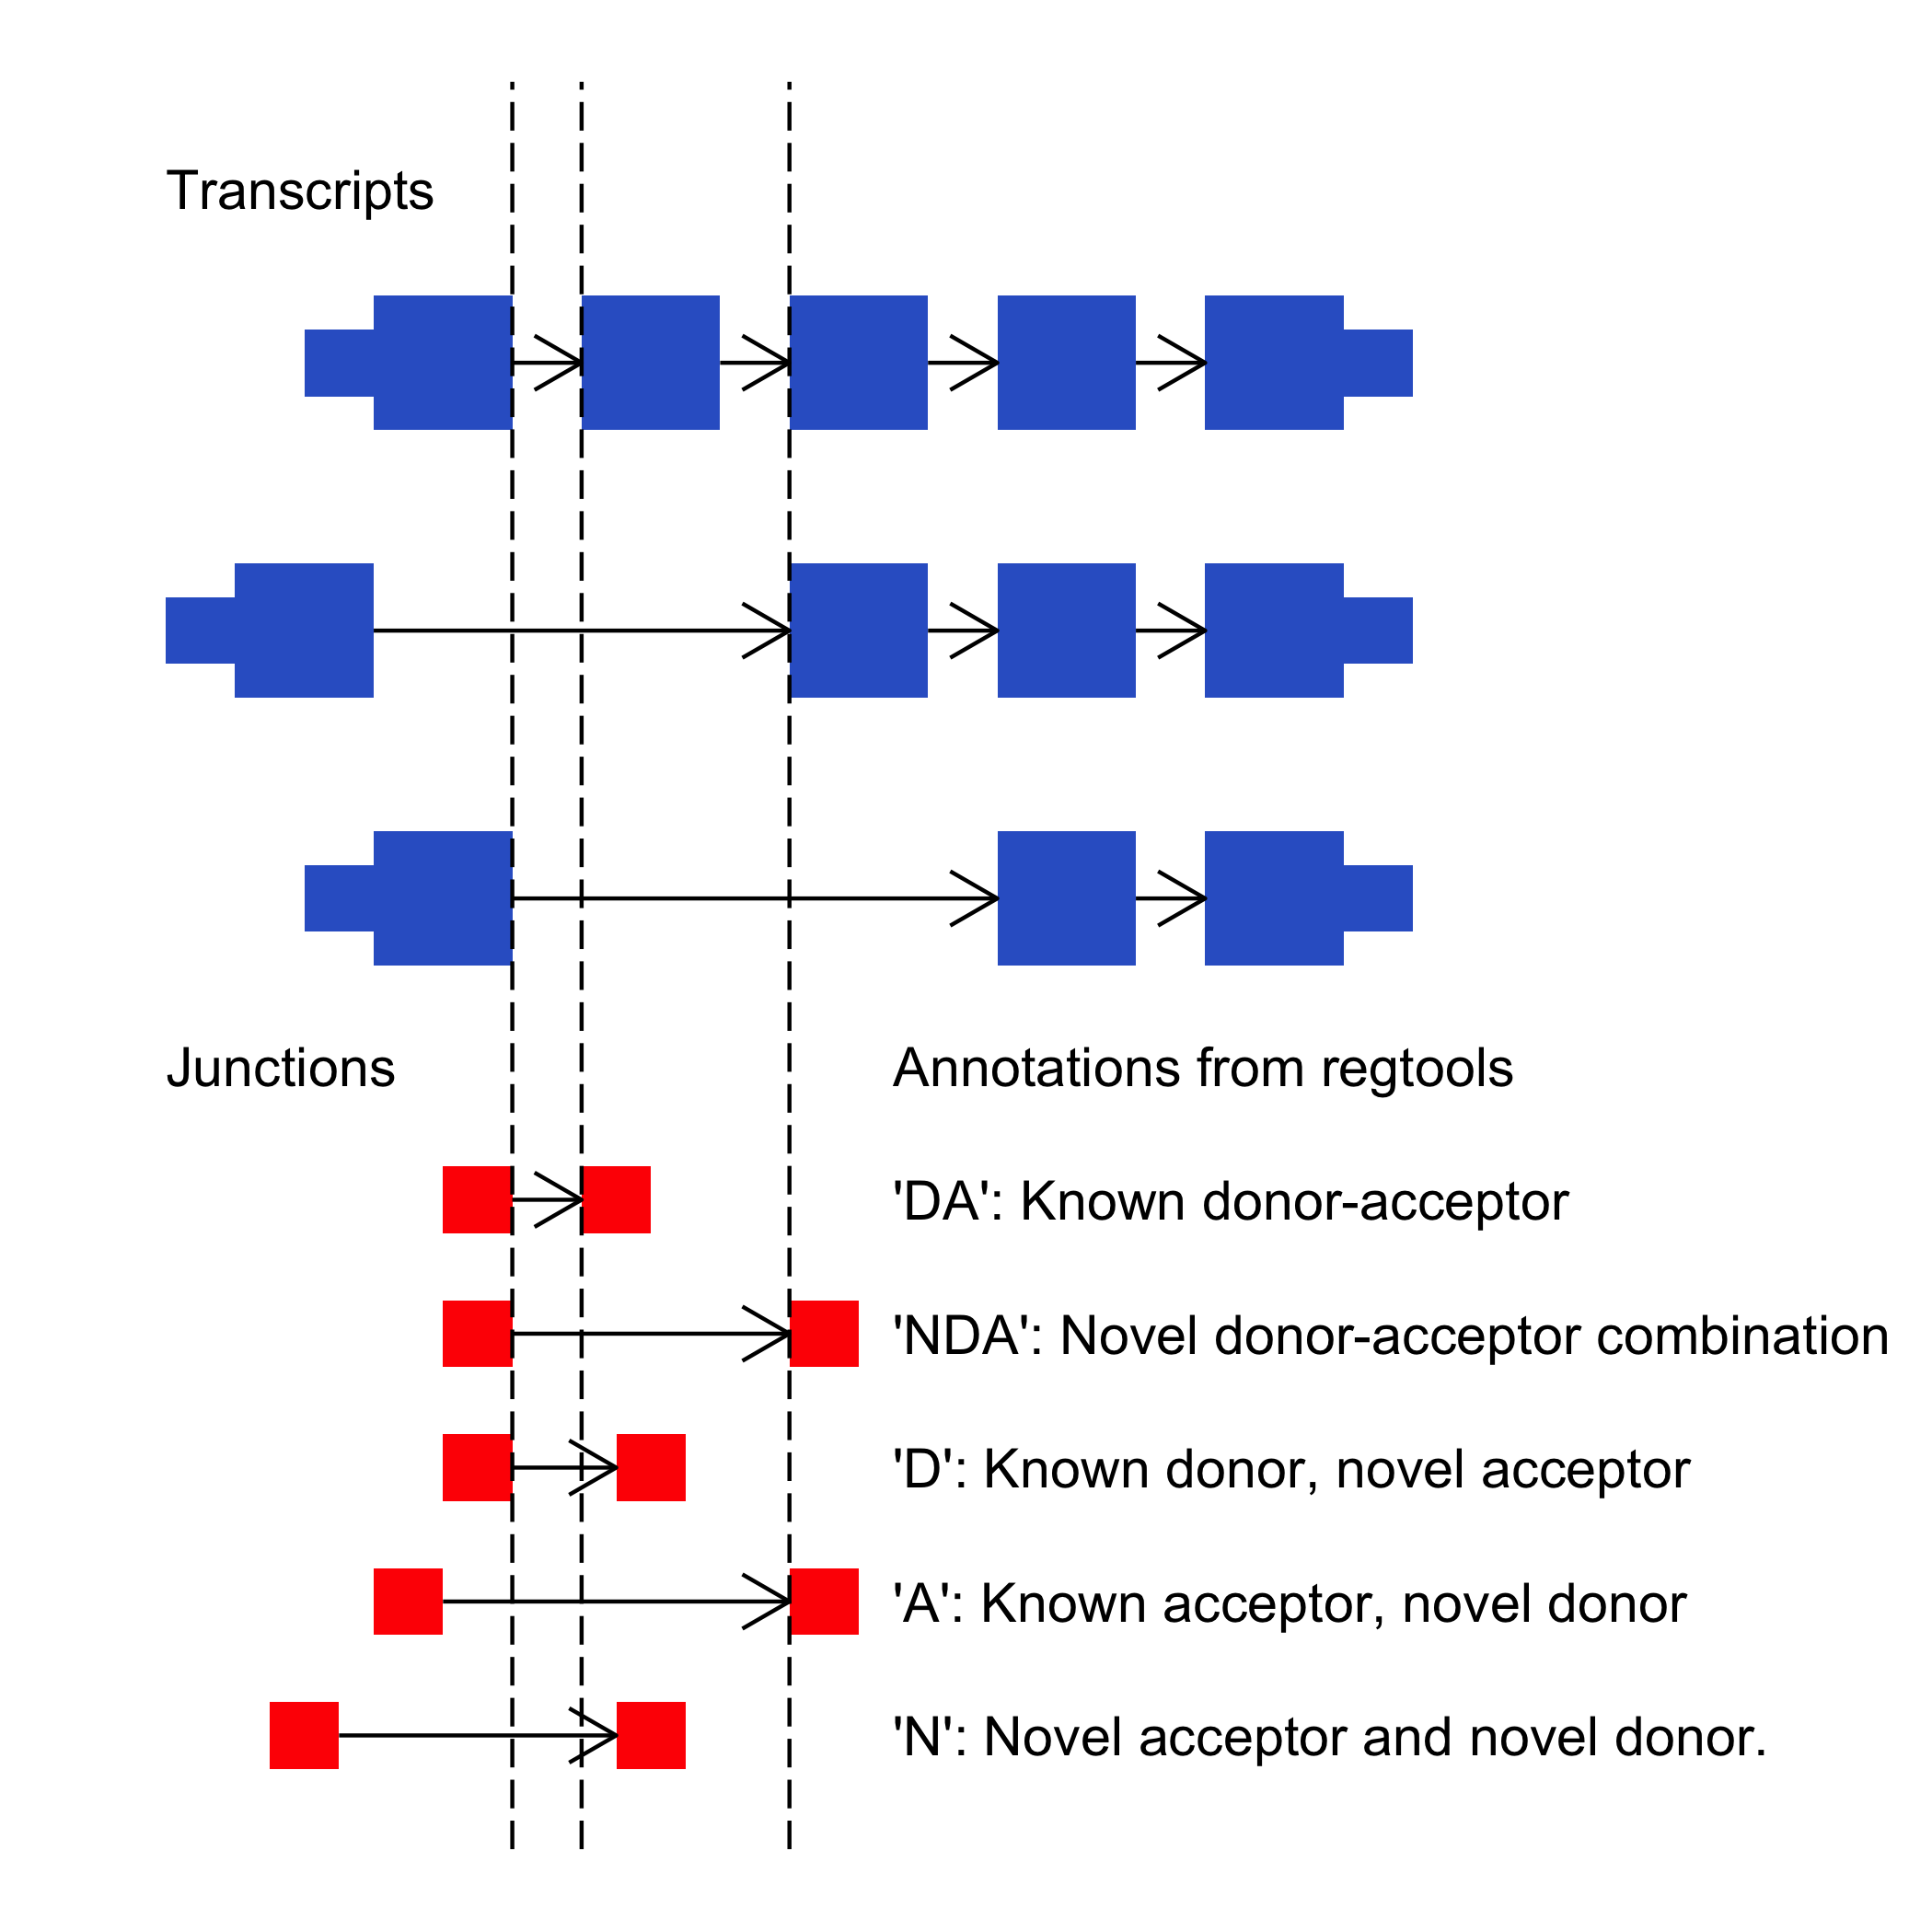 Transcripts
Junctions
Annotations from regtools
'DA': Known donor-acceptor
'NDA': Novel donor-acceptor combination
'D': Known donor, novel acceptor
'A': Known acceptor, novel donor
'N': Novel acceptor and novel donor.